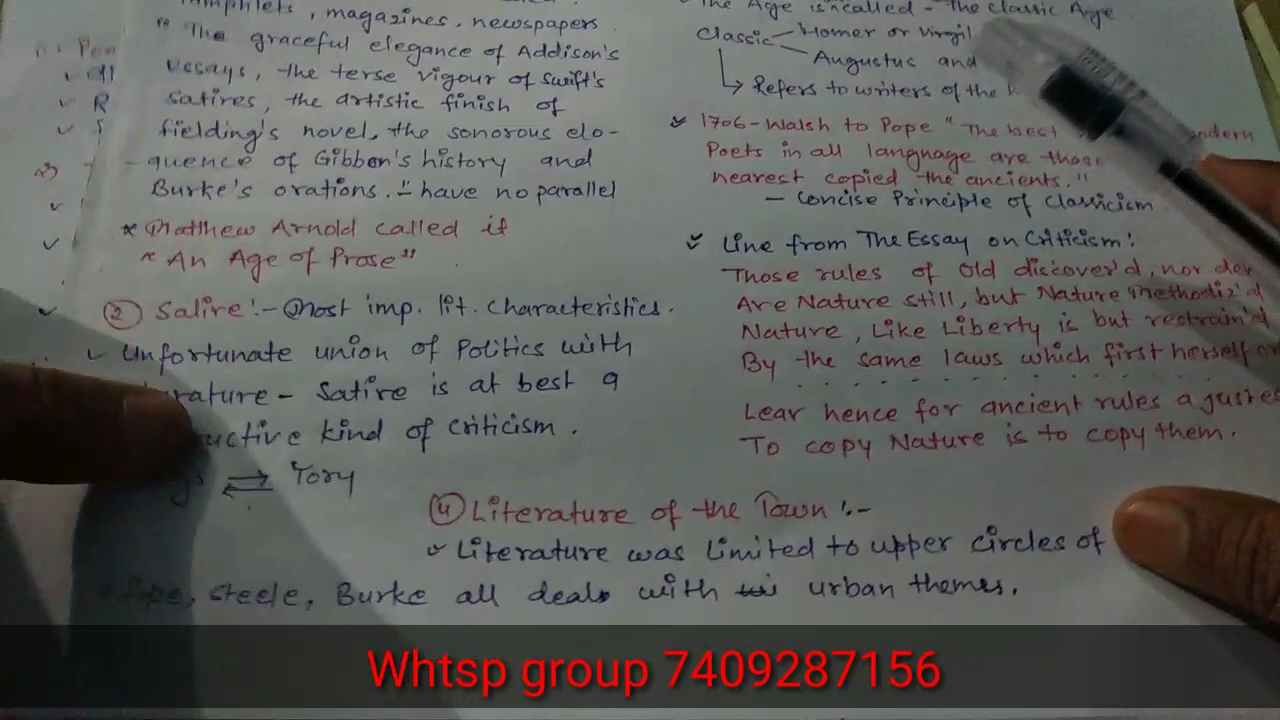 magazines, newspapers
"The graceful elegance of Addison's
essays, the terse vigour of Swift's
satires, the artistic finish of
fielding's novel, the sonorous elo-
-quence of Gibbon's history and
Burke's orations." - have no parallel
* Matthew Arnold called it
"An Age of Prose"
② Satire :- Most imp. lit. characteristics.
✓ Unfortunate union of Politics with
- Satire is at best a
kind of criticism.
⇌ Tory
The Age is called - The Classic Age
Classic - Homer or Virgil
Augustus and
↳ Refers to writers of the
✓ 1706 - Walsh to Pope "The best
Poets in all language are those
nearest copied the ancients."
- Concise Principle of Classicism
✓ Line from The Essay on Criticism :
Those rules of Old discover'd, nor
Are Nature still, but Nature Methodiz'd
Nature, Like Liberty is but restrain'd
By the same laws which first herself
. . . . . . . . . . . . . . .
Lear hence for ancient rules a juste
To copy Nature is to copy them.
④ Literature of the Town :-
✓ Literature was limited to upper circles of
Steele, Burke all deals with urban themes.
Whtsp group 7409287156